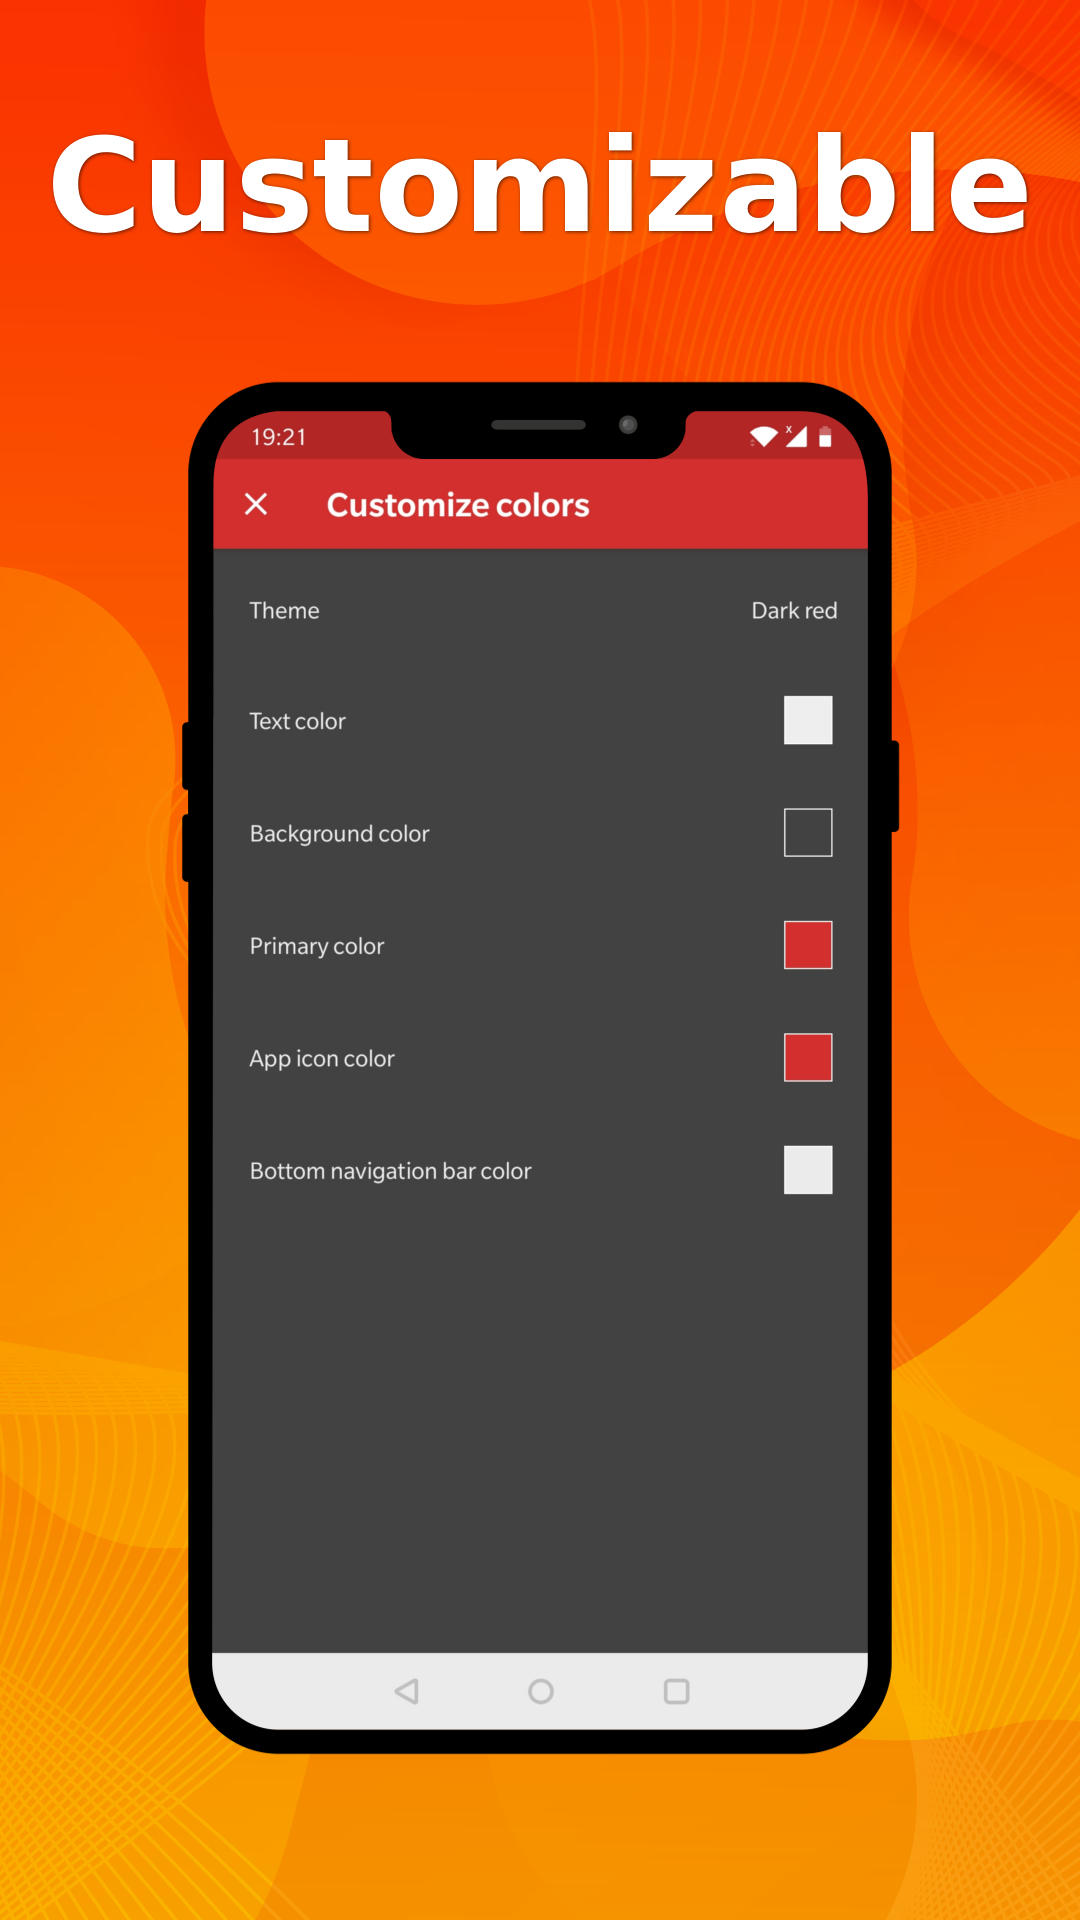 Customizable
19:21
x
Customize colors
Theme Dark red
Text color
Background color
Primary color
App icon color
Bottom navigation bar color